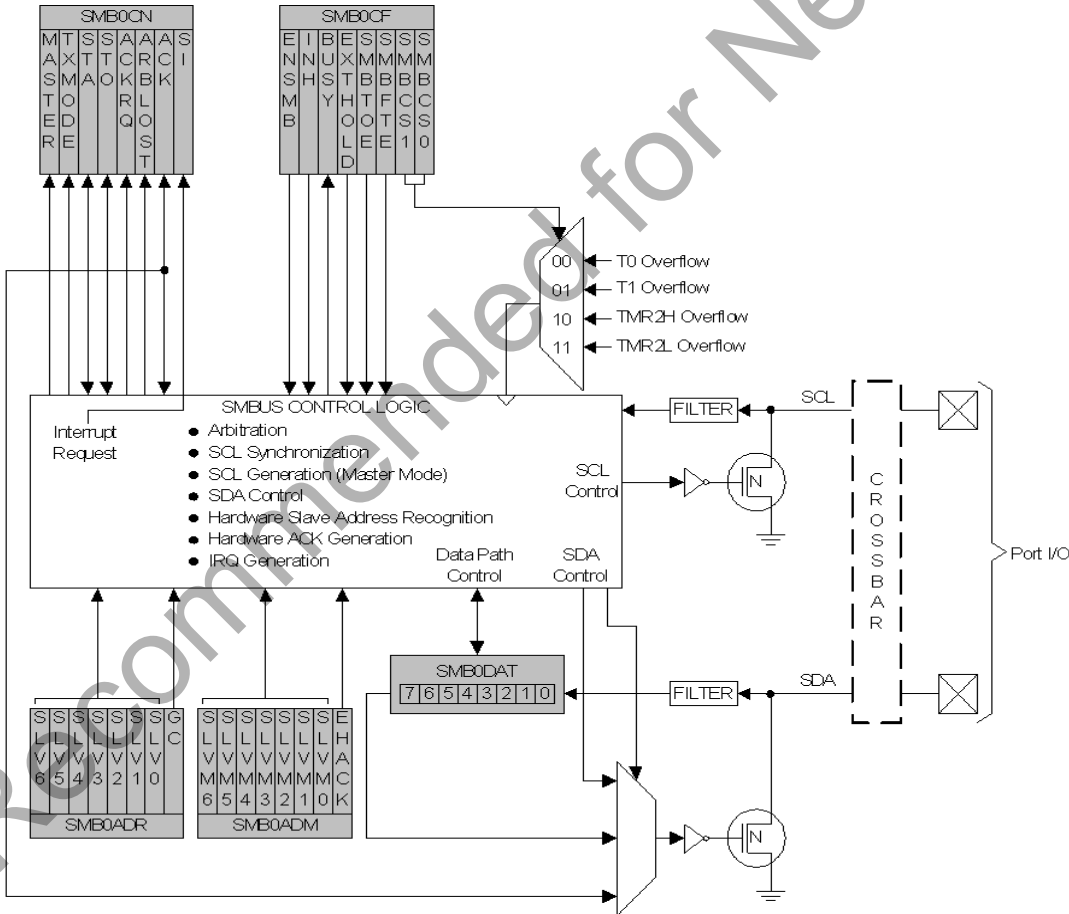 SMB0CN
MASTER
TXMODE
STA
STO
ACKRQ
ARBLOST
ACK
SI
SMB0CF
ENSMB
INH
BUSY
EXTHOLD
SMBTOE
SMBFTE
SMBCS1
SMBCS0
00
T0 Overflow
01
T1 Overflow
10
TMR2H Overflow
11
TMR2L Overflow
SMBUS CONTROL LOGIC
Interrupt
Request
● Arbitration
● SCL Synchronization
● SCL Generation (Master Mode)
● SDA Control
● Hardware Slave Address Recognition
● Hardware ACK Generation
● IRQ Generation
Data Path
Control
SDA
Control
SCL
Control
FILTER
SCL
N
CROSSBAR
Port I/O
SMB0DAT
7 6 5 4 3 2 1 0
FILTER
SDA
N
SLV6
SLV5
SLV4
SLV3
SLV2
SLV1
SLV0
GC
SMB0ADR
SLVM6
SLVM5
SLVM4
SLVM3
SLVM2
SLVM1
SLVM0
EHACK
SMB0ADM
Recommended for Ne